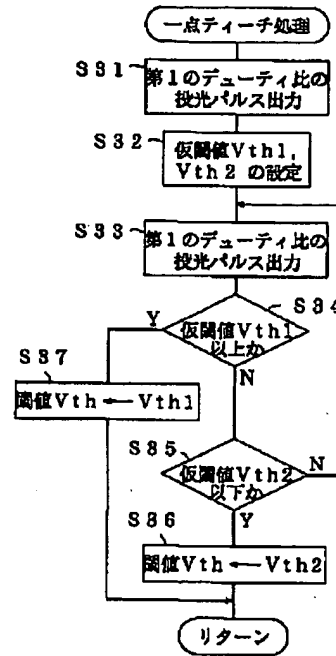 一点ティーチ処理
S31
第1のデューティ比の
投光パルス出力
S32
仮閾値Vth1,
Vth2 の設定
S33
第1のデューティ比の
投光パルス出力
S34
仮閾値Vth1
以上か
Y
N
S37
閾値Vth ← Vth1
S35
仮閾値Vth2
以下か
N
Y
S36
閾値Vth ← Vth2
リターン